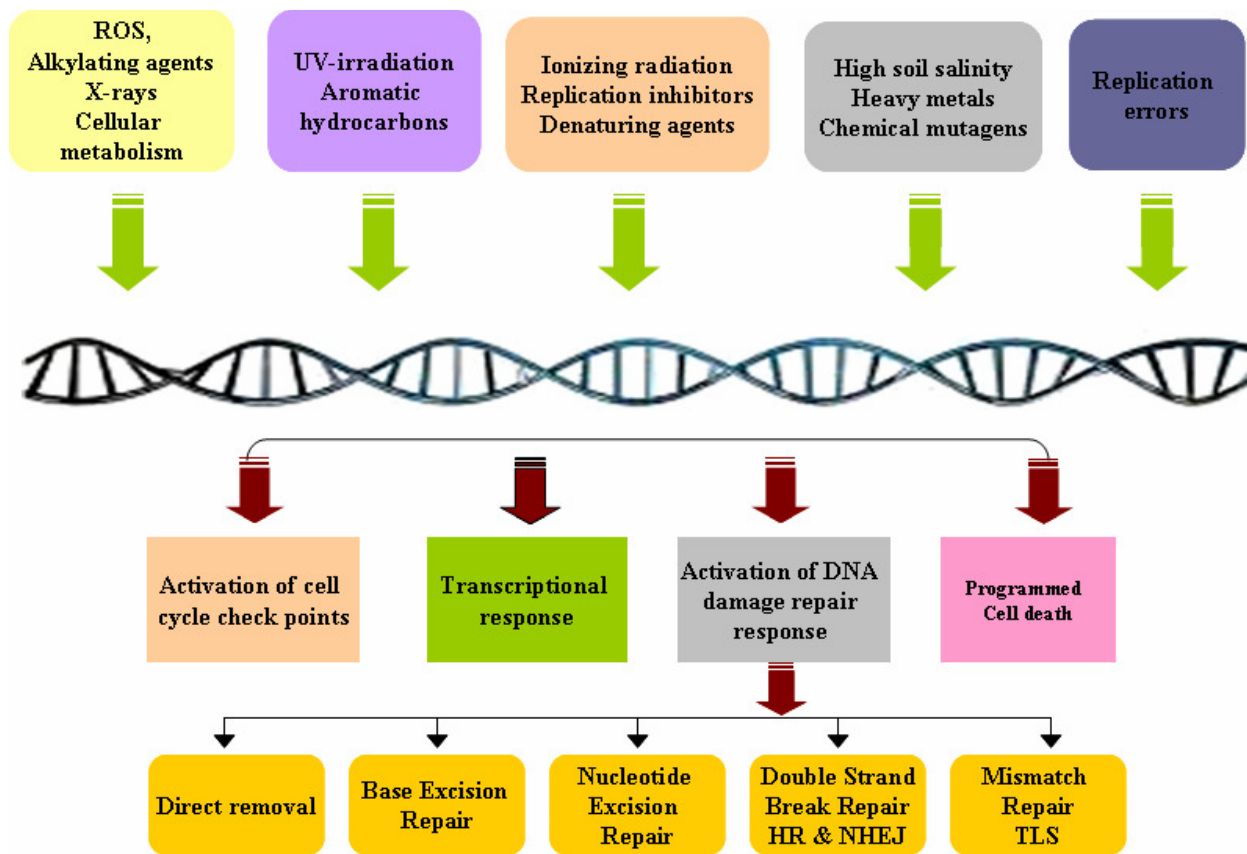 ROS,
Alkylating agents
X-rays
Cellular
metabolism
UV-irradiation
Aromatic
hydrocarbons
Ionizing radiation
Replication inhibitors
Denaturing agents
High soil salinity
Heavy metals
Chemical mutagens
Replication
errors
Activation of cell
cycle check points
Transcriptional
response
Activation of DNA
damage repair
response
Programmed
Cell death
Direct removal
Base Excision
Repair
Nucleotide
Excision
Repair
Double Strand
Break Repair
HR & NHEJ
Mismatch
Repair
TLS